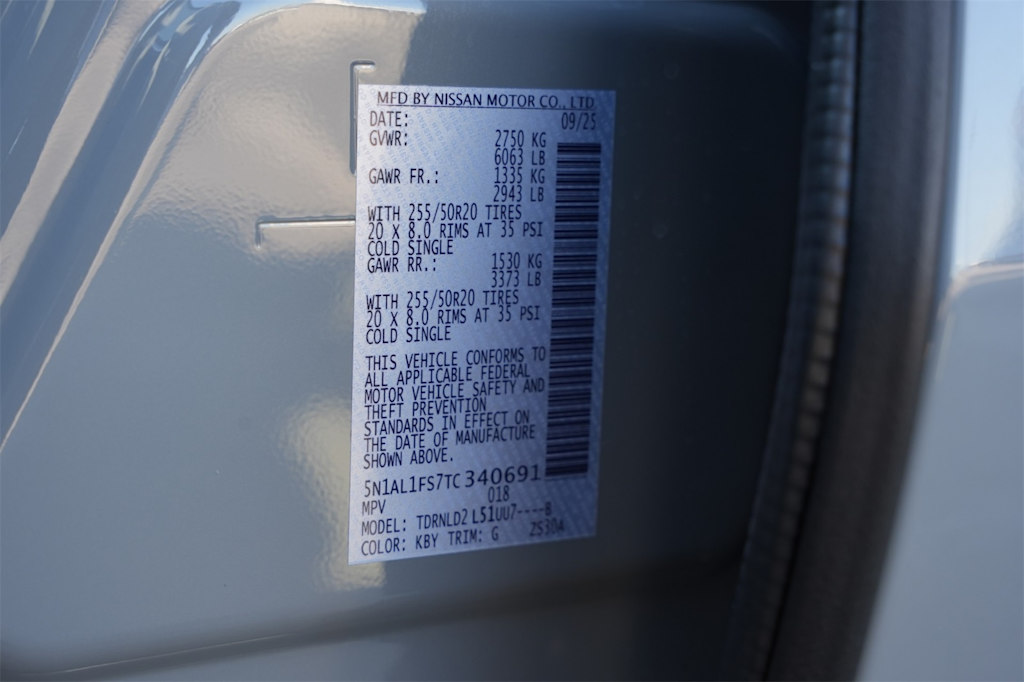 MFD BY NISSAN MOTOR CO., LTD.
DATE: 09/25
GVWR: 2750 KG
6063 LB
GAWR FR.: 1335 KG
2943 LB
WITH 255/50R20 TIRES
20 X 8.0 RIMS AT 35 PSI
COLD SINGLE
GAWR RR.: 1530 KG
3373 LB
WITH 255/50R20 TIRES
20 X 8.0 RIMS AT 35 PSI
COLD SINGLE
THIS VEHICLE CONFORMS TO
ALL APPLICABLE FEDERAL
MOTOR VEHICLE SAFETY AND
THEFT PREVENTION
STANDARDS IN EFFECT ON
THE DATE OF MANUFACTURE
SHOWN ABOVE.
5N1AL1FS7TC340691
MPV 018
MODEL: TDRNLD2 L51UU7----B
COLOR: KBY TRIM: G 2S30A